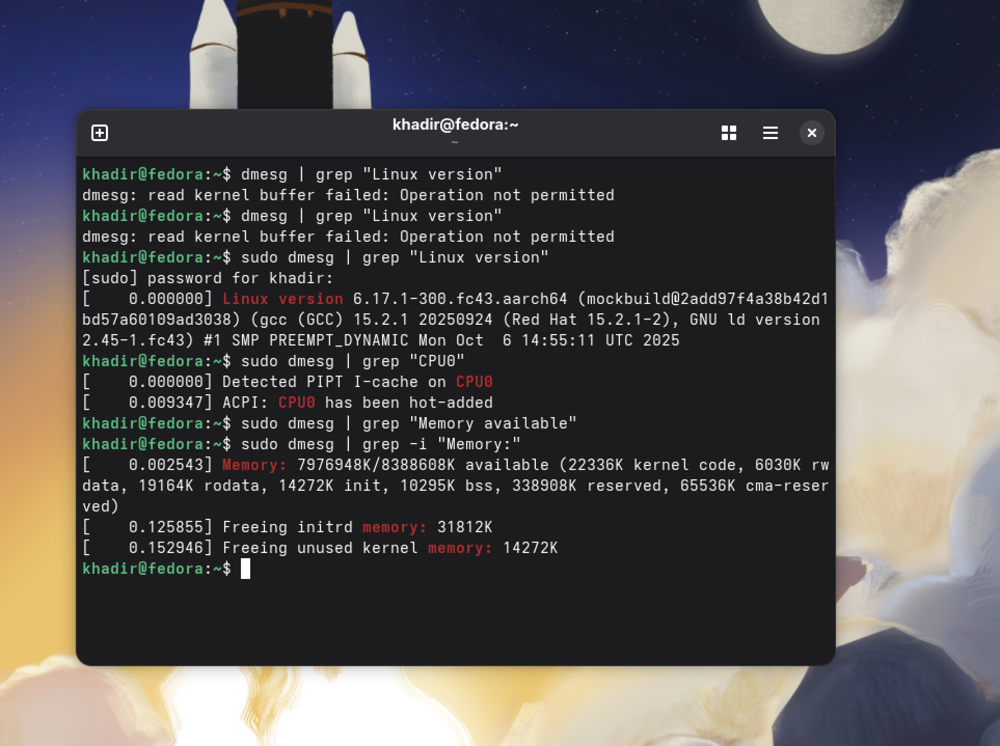 khadir@fedora:~
~
khadir@fedora:~$ dmesg | grep "Linux version"
dmesg: read kernel buffer failed: Operation not permitted
khadir@fedora:~$ dmesg | grep "Linux version"
dmesg: read kernel buffer failed: Operation not permitted
khadir@fedora:~$ sudo dmesg | grep "Linux version"
[sudo] password for khadir:
[    0.000000] Linux version 6.17.1-300.fc43.aarch64 (mockbuild@2add97f4a38b42d1
bd57a60109ad3038) (gcc (GCC) 15.2.1 20250924 (Red Hat 15.2.1-2), GNU ld version
2.45-1.fc43) #1 SMP PREEMPT_DYNAMIC Mon Oct  6 14:55:11 UTC 2025
khadir@fedora:~$ sudo dmesg | grep "CPU0"
[    0.000000] Detected PIPT I-cache on CPU0
[    0.009347] ACPI: CPU0 has been hot-added
khadir@fedora:~$ sudo dmesg | grep "Memory available"
khadir@fedora:~$ sudo dmesg | grep -i "Memory:"
[    0.002543] Memory: 7976948K/8388608K available (22336K kernel code, 6030K rw
data, 19164K rodata, 14272K init, 10295K bss, 338908K reserved, 65536K cma-reser
ved)
[    0.125855] Freeing initrd memory: 31812K
[    0.152946] Freeing unused kernel memory: 14272K
khadir@fedora:~$